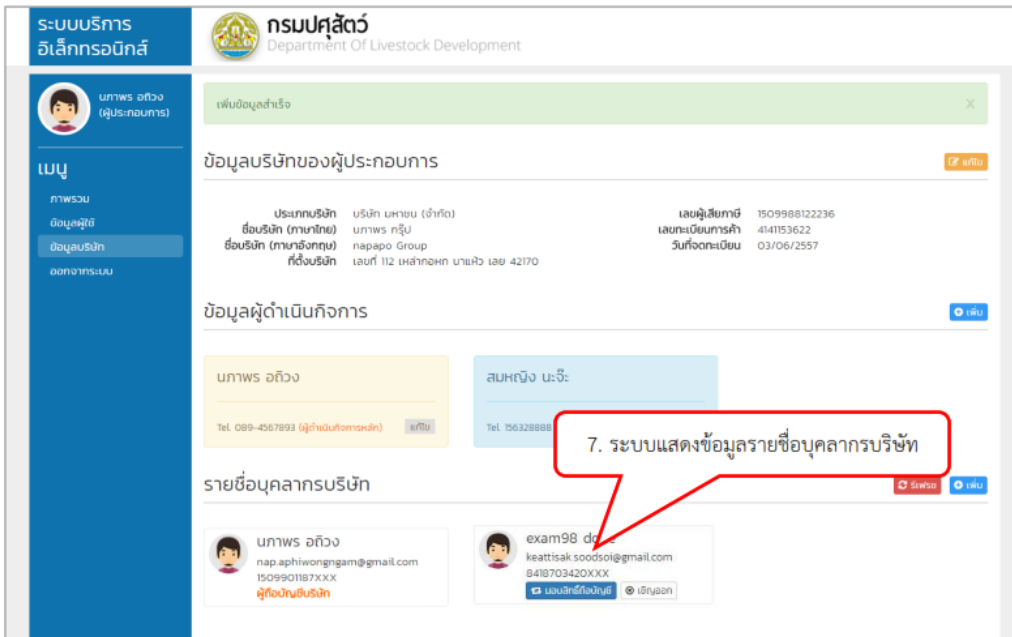 ระบบบริการ
อิเล็กทรอนิกส์
กรมปศุสัตว์
Department Of Livestock Development
นภาพร อภิวง
(ผู้ประกอบการ)
เมนู
ภาพรวม
ข้อมูลผู้ใช้
ข้อมูลบริษัท
ออกจากระบบ
เพิ่มข้อมูลสำเร็จ
X
ข้อมูลบริษัทของผู้ประกอบการ
แก้ไข
ประเภทบริษัท บริษัท มหาชน (จำกัด)
ชื่อบริษัท (ภาษาไทย) นภาพร กรุ๊ป
ชื่อบริษัท (ภาษาอังกฤษ) napapo Group
ที่ตั้งบริษัท เลขที่ 112 เหล่ากอหก นาแห้ว เลย 42170
เลขผู้เสียภาษี 1509988122236
เลขทะเบียนการค้า 4141153622
วันที่จดทะเบียน 03/06/2557
ข้อมูลผู้ดำเนินกิจการ
เพิ่ม
นภาพร อภิวง
Tel. 089-4567893 (ผู้ดำเนินกิจการหลัก) แก้ไข
สมหญิง นะจ๊ะ
Tel. 156328888
7. ระบบแสดงข้อมูลรายชื่อบุคลากรบริษัท
รายชื่อบุคลากรบริษัท
รีเฟรช
เพิ่ม
นภาพร อภิวง
nap.aphiwongngam@gmail.com
1509901187XXX
ผู้ถือบัญชีบริษัท
exam98
keattisak.soodsoi@gmail.com
8418703420XXX
มอบสิทธิ์ถือบัญชี
เชิญออก